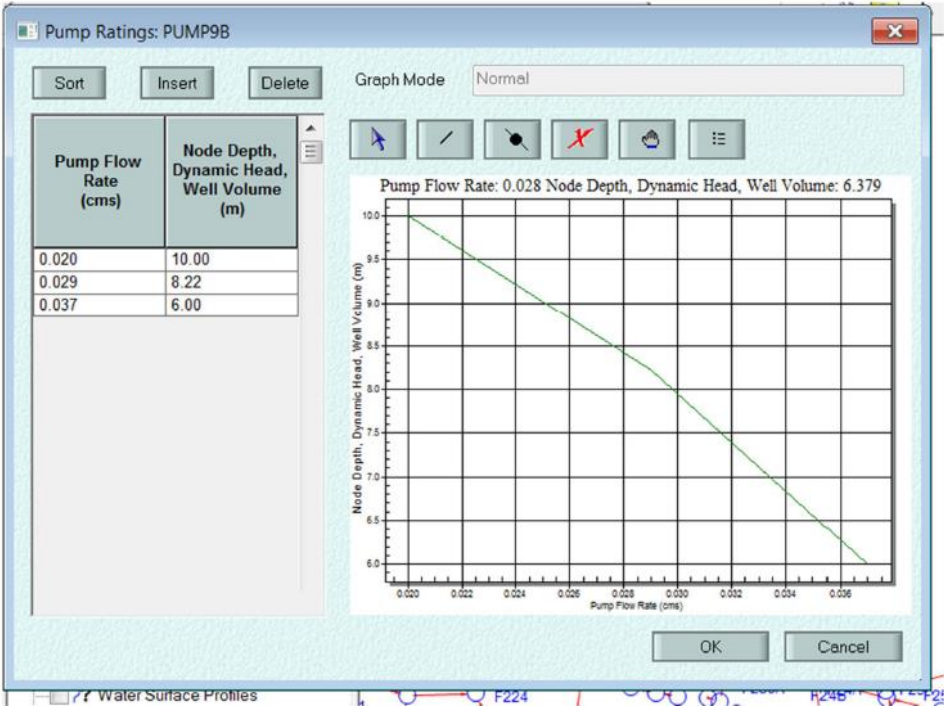 Pump Ratings: PUMP9B
Sort Insert Delete
Graph Mode Normal
Pump Flow Rate (cms)
Node Depth, Dynamic Head, Well Volume (m)
0.020 10.00
0.029 8.22
0.037 6.00
Pump Flow Rate: 0.028 Node Depth, Dynamic Head, Well Volume: 6.379
Node Depth, Dynamic Head, Well Volume (m)
10.0
9.5
9.0
8.5
8.0
7.5
7.0
6.5
6.0
0.020 0.022 0.024 0.026 0.028 0.030 0.032 0.034 0.036
Pump Flow Rate (cms)
OK Cancel
Water Surface Profiles
F224